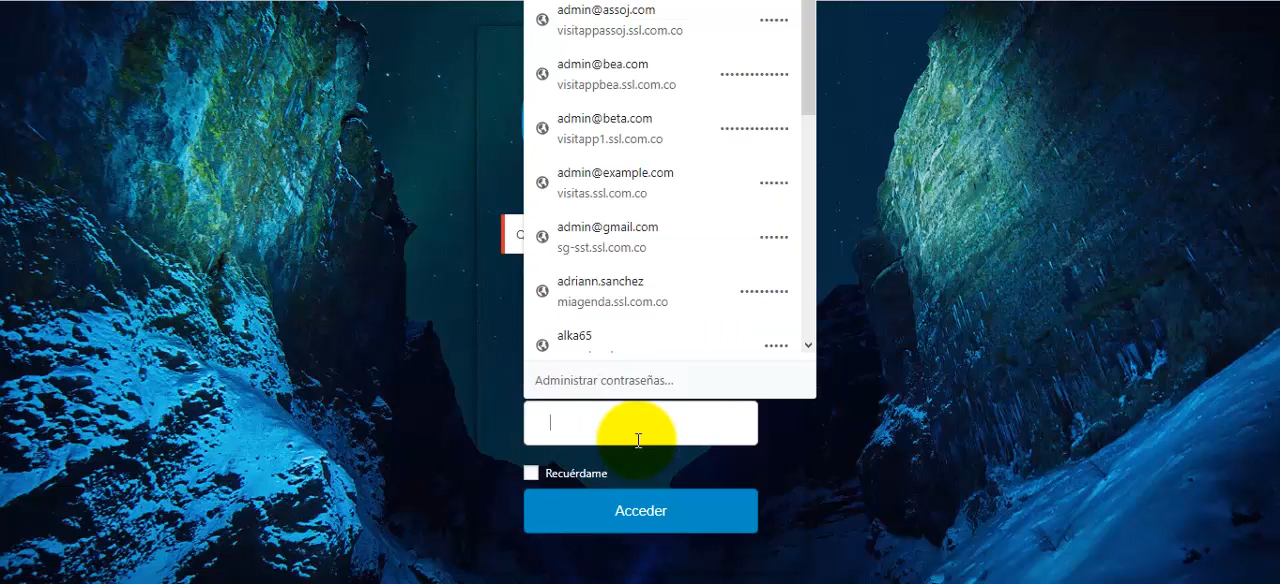 admin@assoj.com
visitappassoj.ssl.com.co
admin@bea.com
visitappbea.ssl.com.co
admin@beta.com
visitapp1.ssl.com.co
admin@example.com
visitas.ssl.com.co
admin@gmail.com
sg-sst.ssl.com.co
adriann.sanchez
miagenda.ssl.com.co
alka65
Administrar contraseñas...
Recuérdame
Acceder